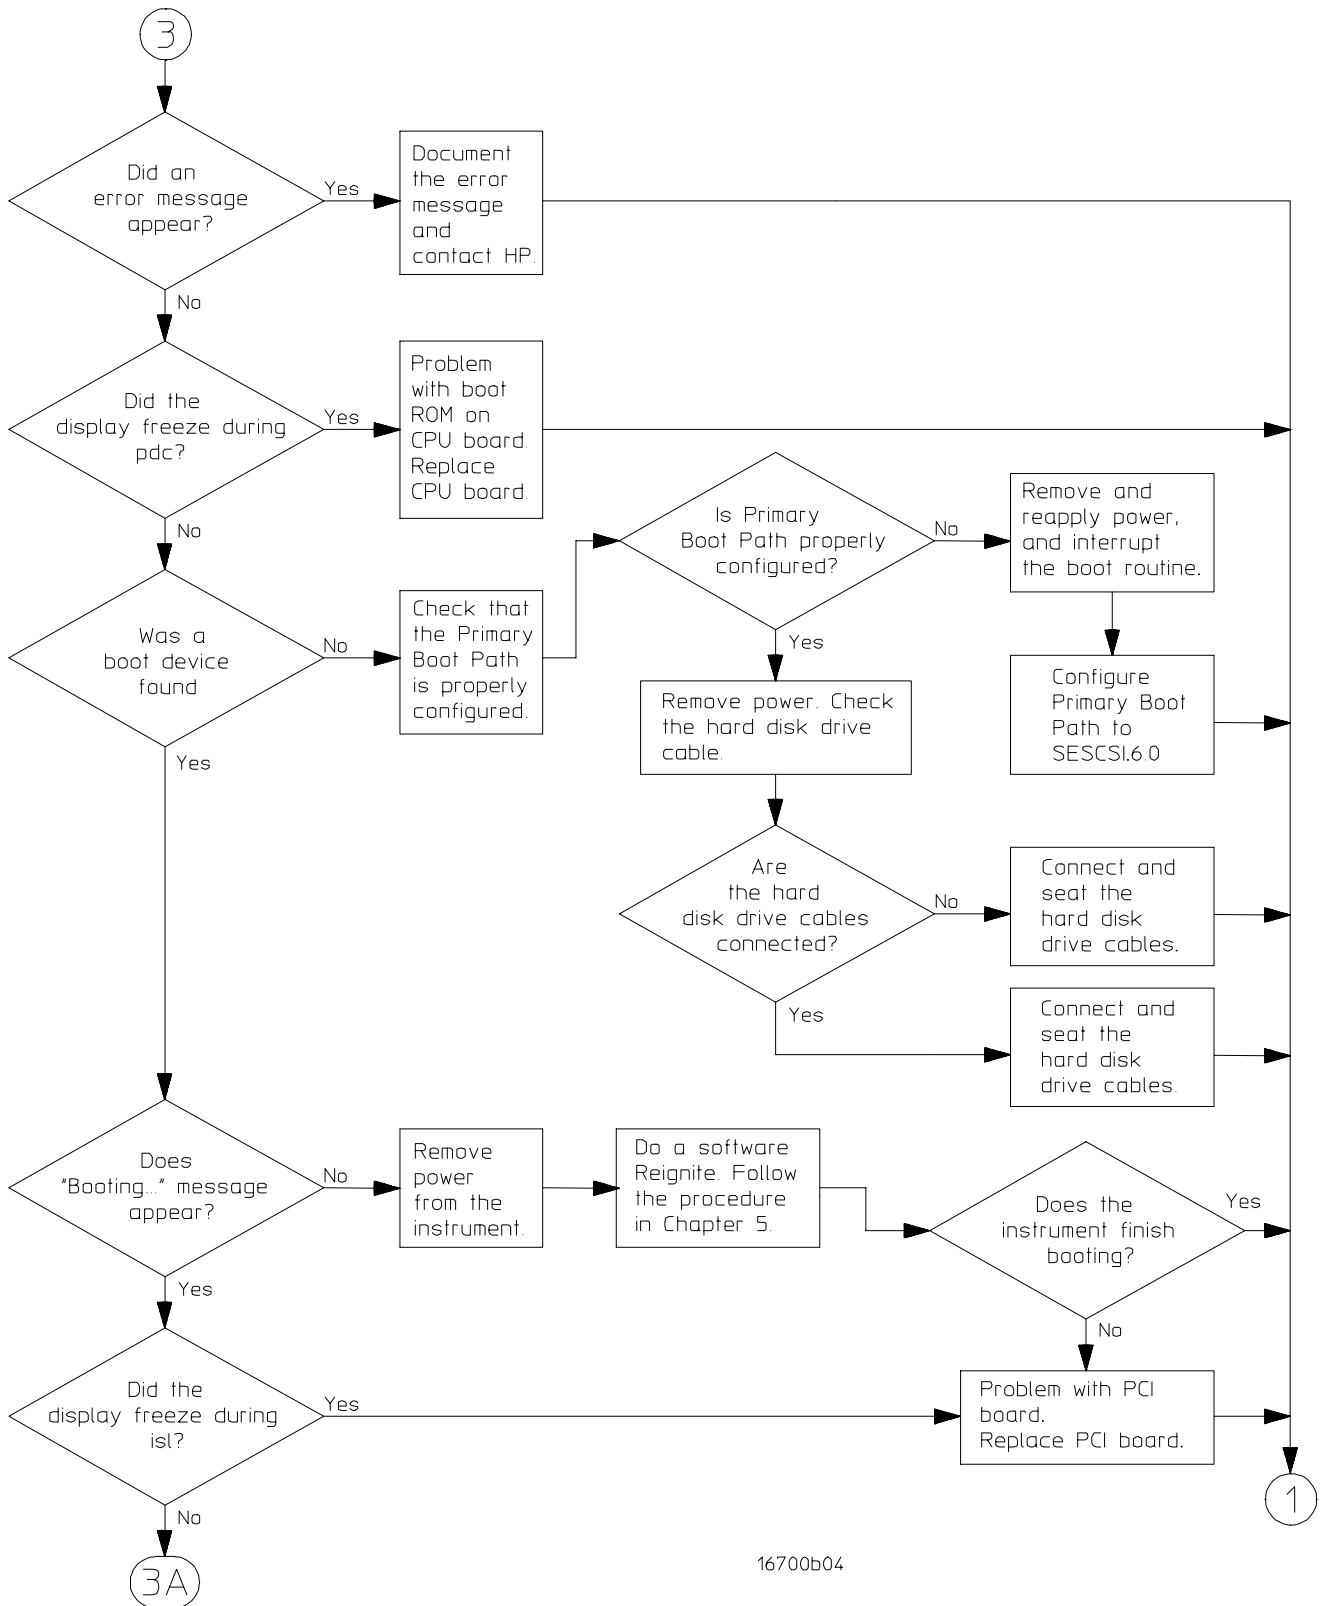 3
Did an
error message
appear?
Yes
Document
the error
message
and
contact HP.
No
Did the
display freeze during
pdc?
Yes
Problem
with boot
ROM on
CPU board.
Replace
CPU board.
No
Was a
boot device
found
No
Check that
the Primary
Boot Path
is properly
configured.
Is Primary
Boot Path properly
configured?
No
Remove and
reapply power,
and interrupt
the boot routine.
Configure
Primary Boot
Path to
SESCSI.6.0
Yes
Remove power. Check
the hard disk drive
cable.
Are
the hard
disk drive cables
connected?
No
Connect and
seat the
hard disk
drive cables.
Yes
Connect and
seat the
hard disk
drive cables.
Yes
Does
"Booting..." message
appear?
No
Remove
power
from the
instrument.
Do a software
Reignite. Follow
the procedure
in Chapter 5.
Does the
instrument finish
booting?
Yes
No
Yes
Did the
display freeze during
isl?
Yes
Problem with PCI
board.
Replace PCI board.
1
No
3A
16700b04